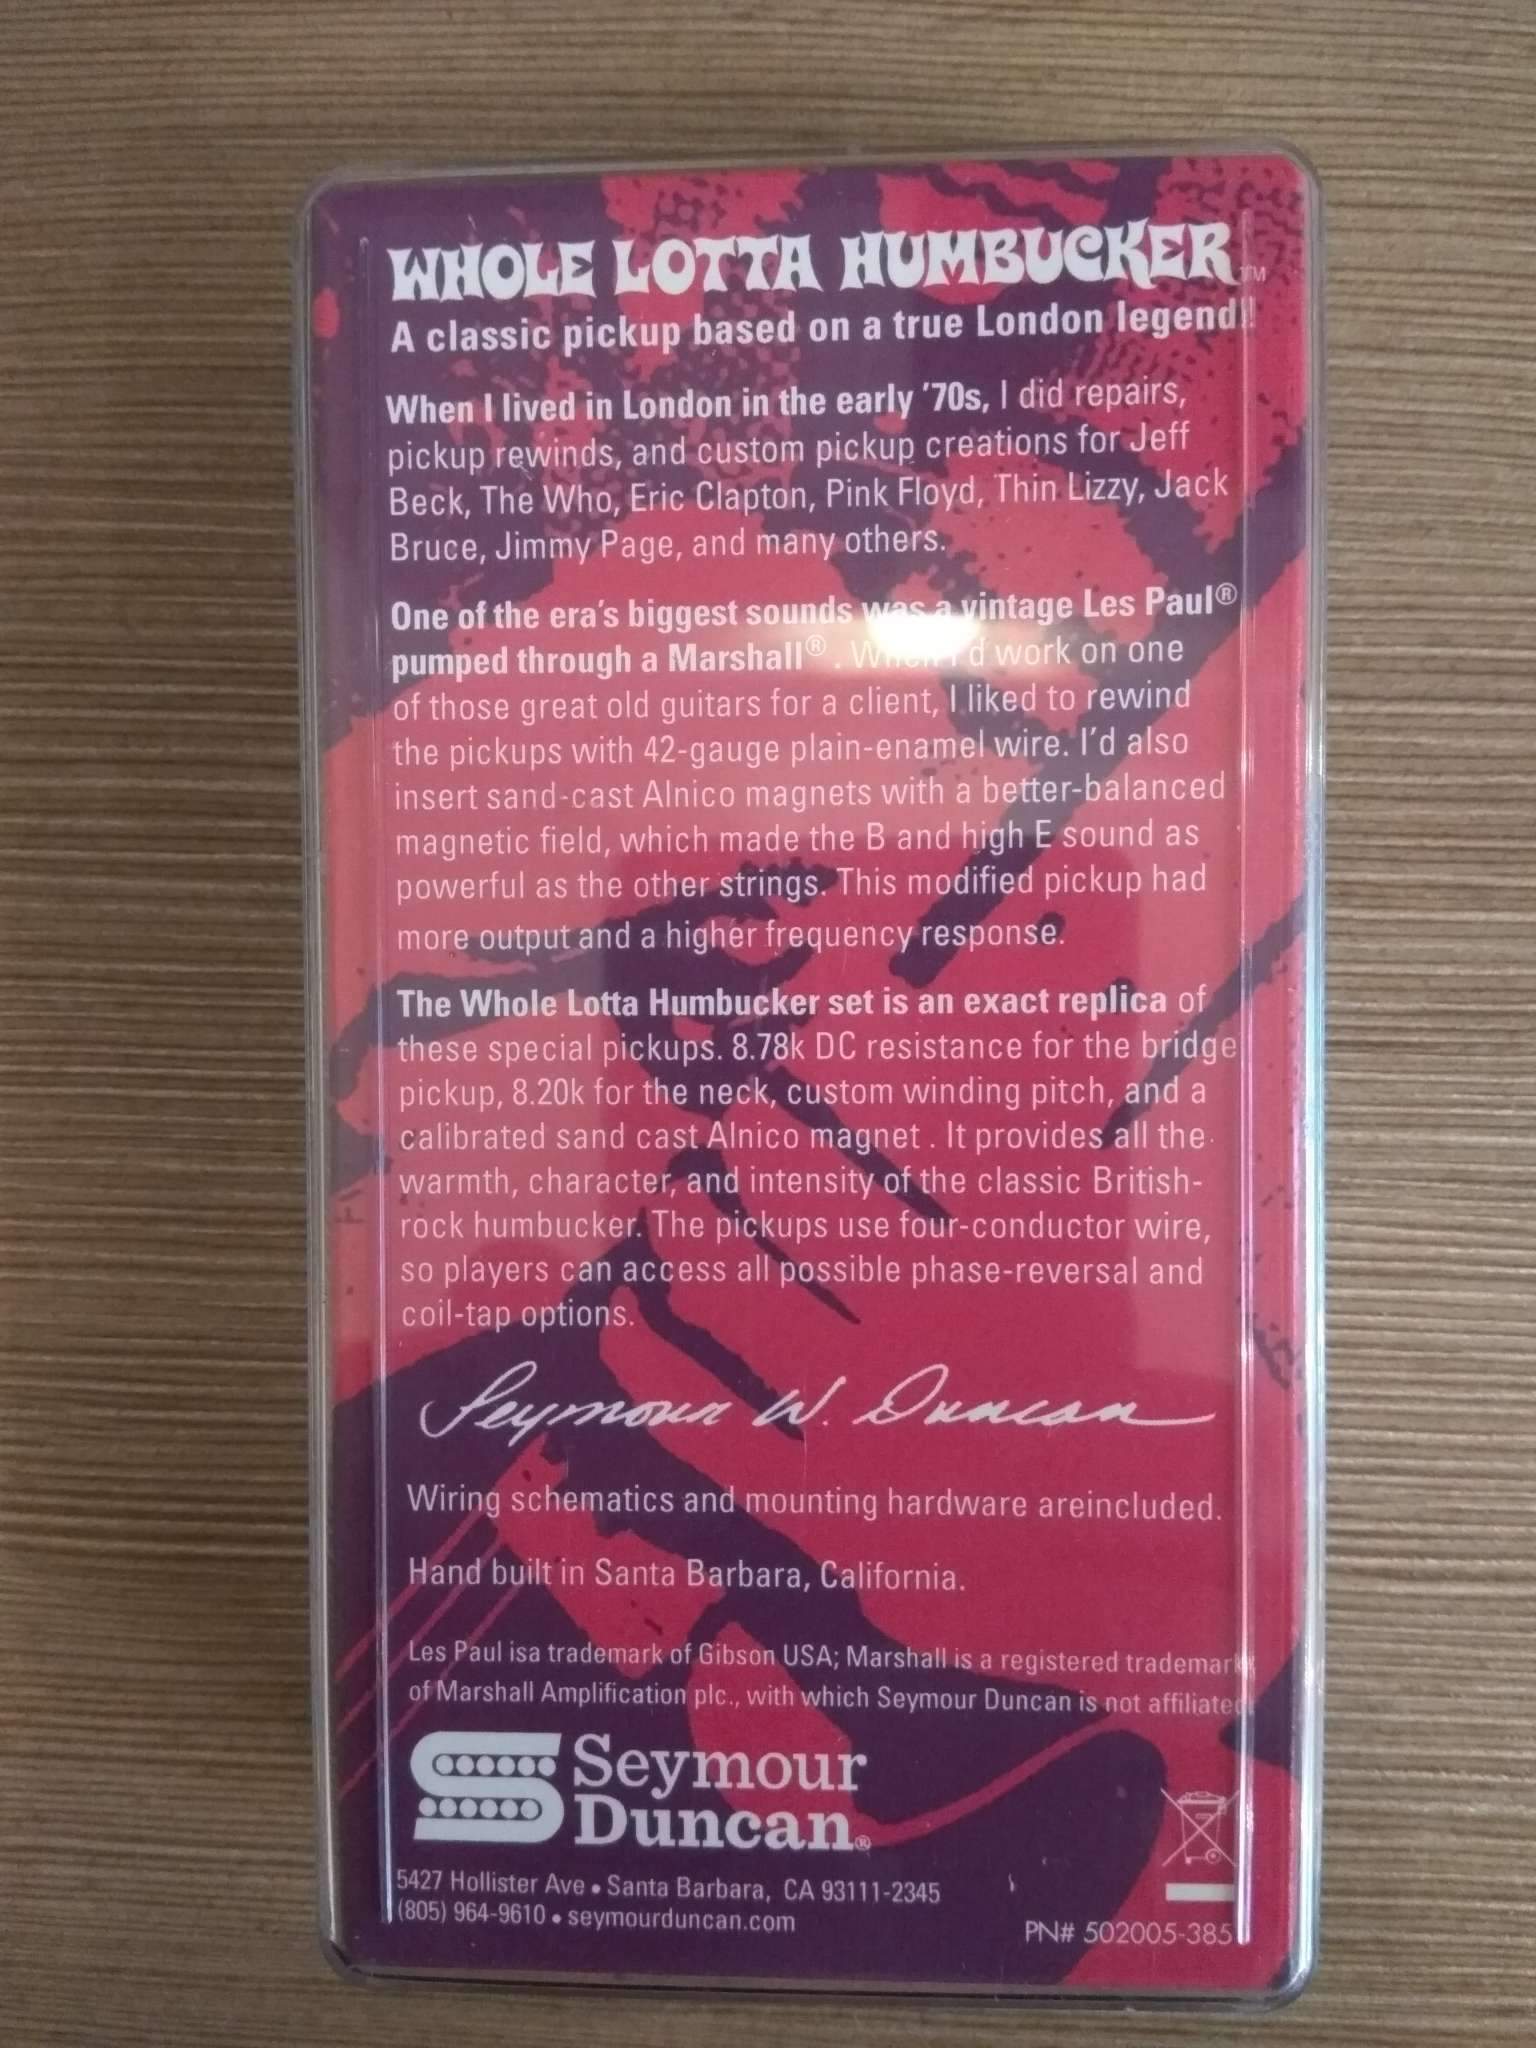 WHOLE LOTTA HUMBUCKER™
A classic pickup based on a true London legend!
When I lived in London in the early '70s, I did repairs,
pickup rewinds, and custom pickup creations for Jeff
Beck, The Who, Eric Clapton, Pink Floyd, Thin Lizzy, Jack
Bruce, Jimmy Page, and many others.
One of the era's biggest sounds was a vintage Les Paul®
pumped through a Marshall® . When I'd work on one
of those great old guitars for a client, I liked to rewind
the pickups with 42-gauge plain-enamel wire. I'd also
insert sand-cast Alnico magnets with a better-balanced
magnetic field, which made the B and high E sound as
powerful as the other strings. This modified pickup had
more output and a higher frequency response.
The Whole Lotta Humbucker set is an exact replica of
these special pickups. 8.78k DC resistance for the bridge
pickup, 8.20k for the neck, custom winding pitch, and a
calibrated sand cast Alnico magnet . It provides all the
warmth, character, and intensity of the classic British-
rock humbucker. The pickups use four-conductor wire,
so players can access all possible phase-reversal and
coil-tap options.
Seymour W. Duncan
Wiring schematics and mounting hardware areincluded.
Hand built in Santa Barbara, California.
Les Paul isa trademark of Gibson USA; Marshall is a registered trademark
of Marshall Amplification plc., with which Seymour Duncan is not affiliated
Seymour
Duncan®
5427 Hollister Ave • Santa Barbara, CA 93111-2345
(805) 964-9610 • seymourduncan.com
PN# 502005-385